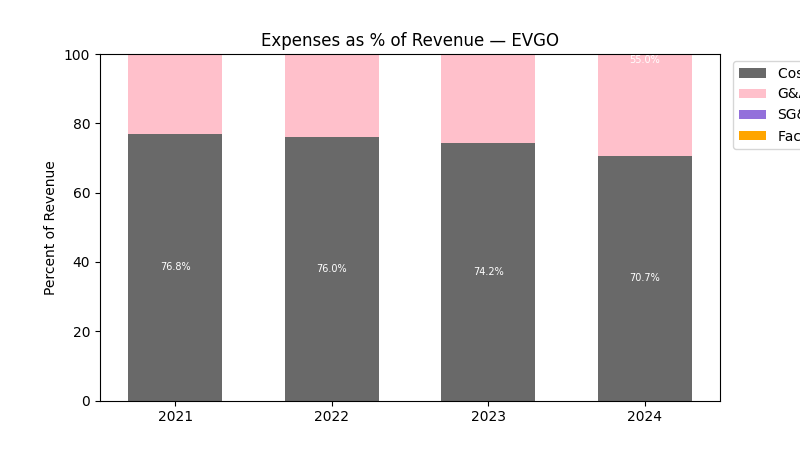 Expenses as % of Revenue — EVGO
Percent of Revenue
100
80
60
40
20
0
55.0%
76.8%
76.0%
74.2%
70.7%
2021
2022
2023
2024
Cos
G&
SG&
Fac